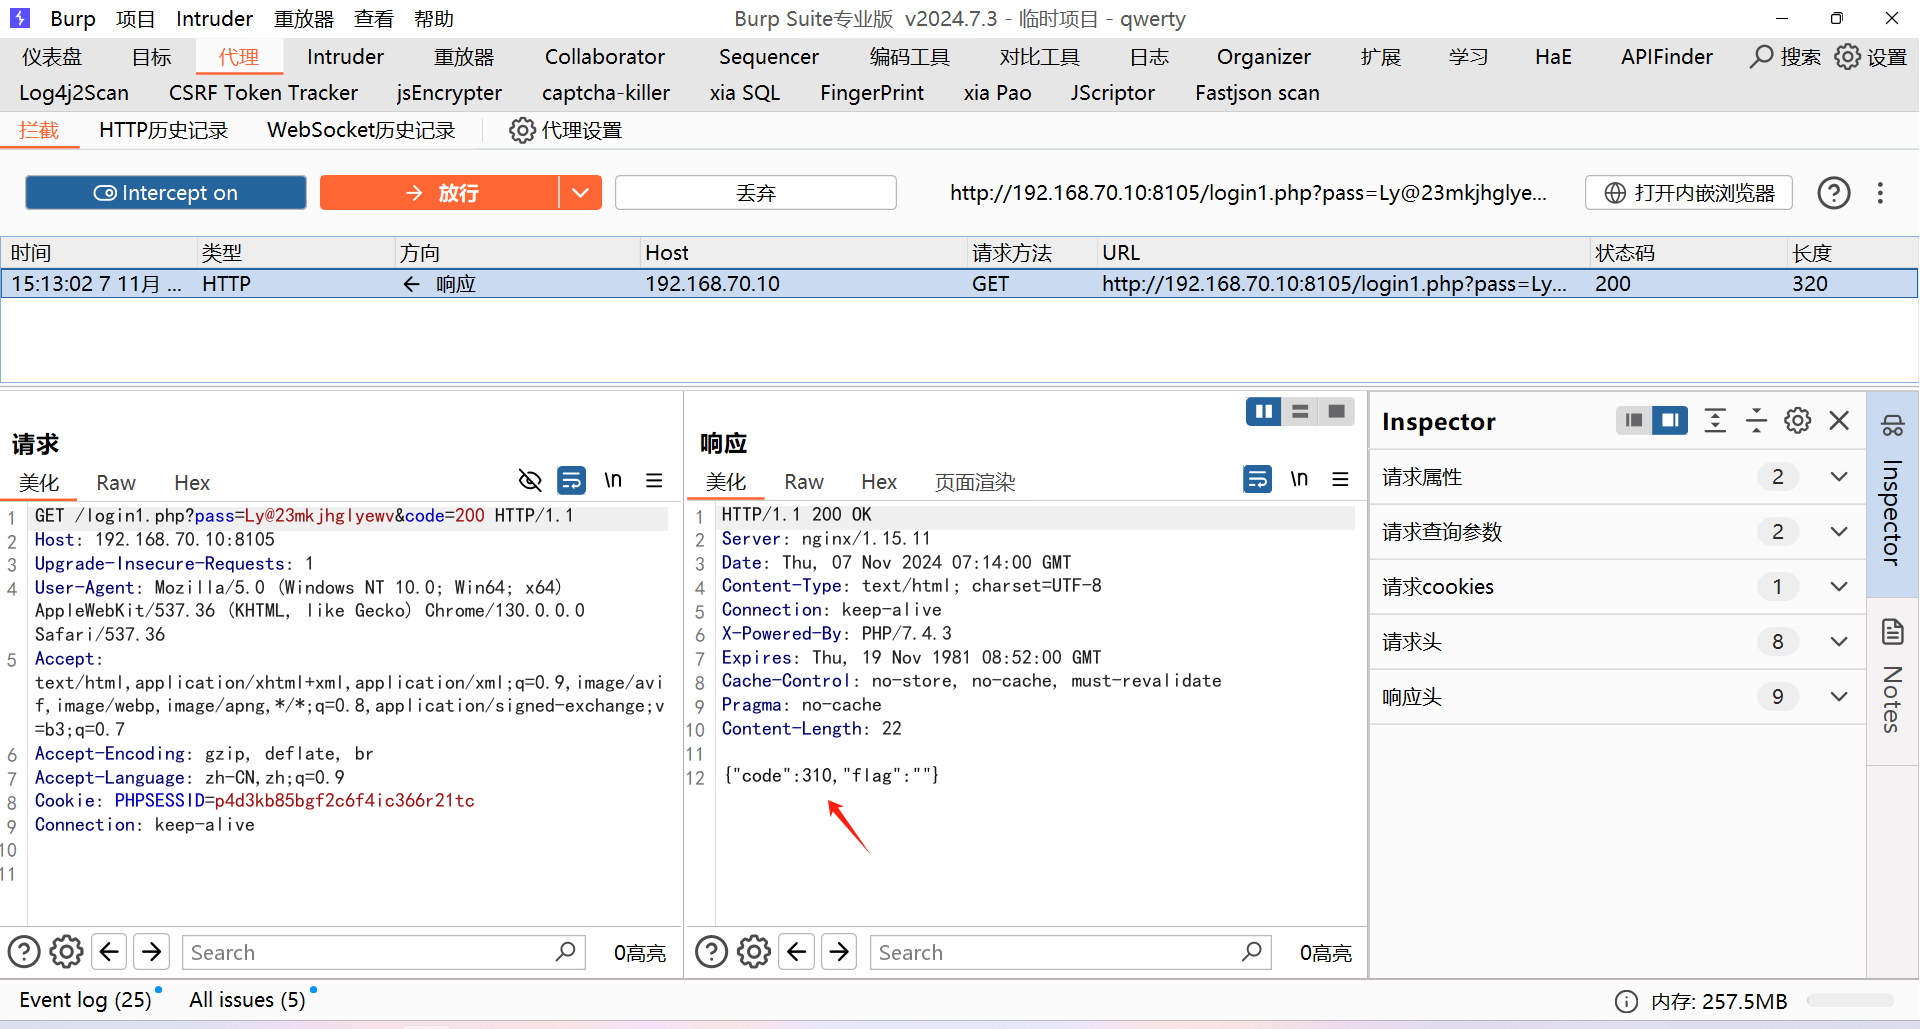 Burp 项目 Intruder 重放器 查看 帮助 Burp Suite专业版 v2024.7.3 - 临时项目 - qwerty
仪表盘 目标 代理 Intruder 重放器 Collaborator Sequencer 编码工具 对比工具 日志 Organizer 扩展 学习 HaE APIFinder 搜索 设置
Log4j2Scan CSRF Token Tracker jsEncrypter captcha-killer xia SQL FingerPrint xia Pao JScriptor Fastjson scan
拦截 HTTP历史记录 WebSocket历史记录 代理设置
Intercept on 放行 丢弃 http://192.168.70.10:8105/login1.php?pass=Ly@23mkjhglye... 打开内嵌浏览器
时间 类型 方向 Host 请求方法 URL 状态码 长度
15:13:02 7 11月 ... HTTP 响应 192.168.70.10 GET http://192.168.70.10:8105/login1.php?pass=Ly... 200 320
请求
美化 Raw Hex \n
1 GET /login1.php?pass=Ly@23mkjhglyewv&code=200 HTTP/1.1
2 Host: 192.168.70.10:8105
3 Upgrade-Insecure-Requests: 1
4 User-Agent: Mozilla/5.0 (Windows NT 10.0; Win64; x64)
AppleWebKit/537.36 (KHTML, like Gecko) Chrome/130.0.0.0
Safari/537.36
5 Accept:
text/html,application/xhtml+xml,application/xml;q=0.9,image/avi
f,image/webp,image/apng,*/*;q=0.8,application/signed-exchange;v
=b3;q=0.7
6 Accept-Encoding: gzip, deflate, br
7 Accept-Language: zh-CN,zh;q=0.9
8 Cookie: PHPSESSID=p4d3kb85bgf2c6f4ic366r21tc
9 Connection: keep-alive
10
11
Search 0高亮
响应
美化 Raw Hex 页面渲染 \n
1 HTTP/1.1 200 OK
2 Server: nginx/1.15.11
3 Date: Thu, 07 Nov 2024 07:14:00 GMT
4 Content-Type: text/html; charset=UTF-8
5 Connection: keep-alive
6 X-Powered-By: PHP/7.4.3
7 Expires: Thu, 19 Nov 1981 08:52:00 GMT
8 Cache-Control: no-store, no-cache, must-revalidate
9 Pragma: no-cache
10 Content-Length: 22
11
12 {"code":310,"flag":""}
Search 0高亮
Inspector
请求属性 2
请求查询参数 2
请求cookies 1
请求头 8
响应头 9
Inspector
Notes
Event log (25) All issues (5) 内存: 257.5MB